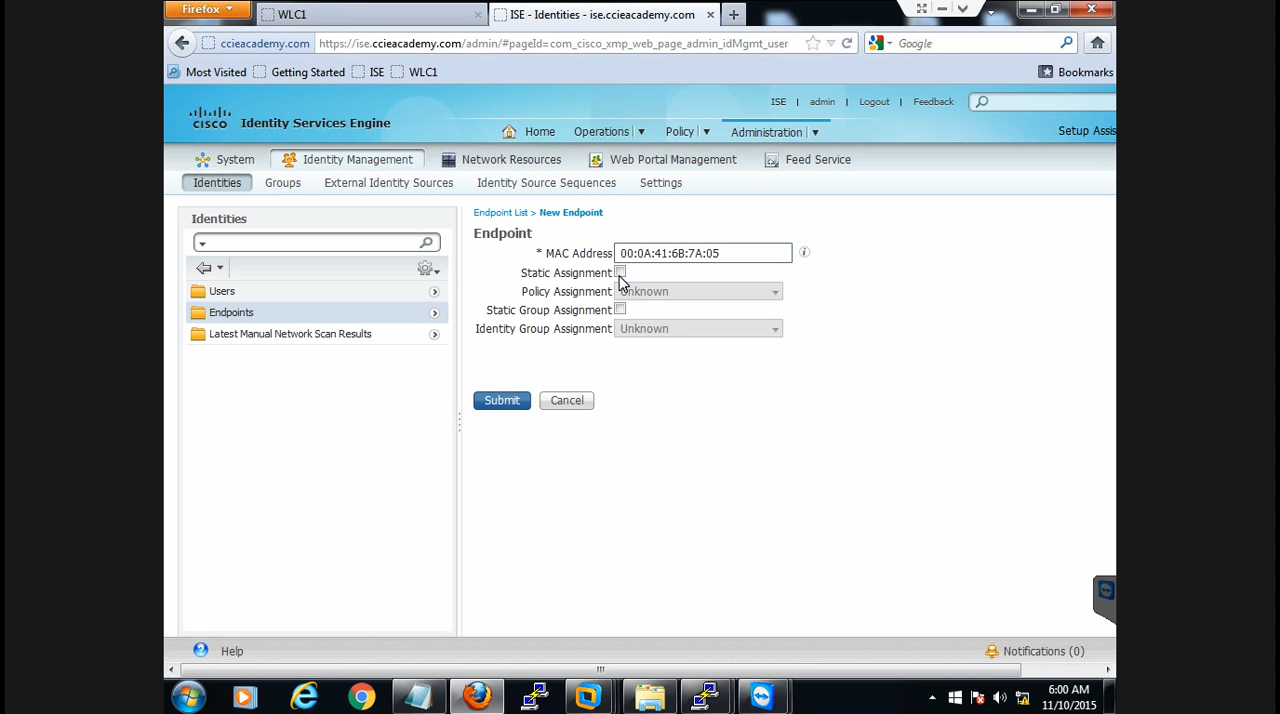 Firefox
WLC1
ISE - Identities - ise.ccieacademy.com
ccieacademy.com
https://ise.ccieacademy.com/admin/#pageId=com_cisco_xmp_web_page_admin_idMgmt_user
Google
Most Visited
Getting Started
ISE
WLC1
Bookmarks
ISE
admin
Logout
Feedback
CISCO
Identity Services Engine
Home
Operations
Policy
Administration
Setup Assis
System
Identity Management
Network Resources
Web Portal Management
Feed Service
Identities
Groups
External Identity Sources
Identity Source Sequences
Settings
Identities
Users
Endpoints
Latest Manual Network Scan Results
Endpoint List > New Endpoint
Endpoint
* MAC Address 00:0A:41:6B:7A:05
Static Assignment
Policy Assignment Unknown
Static Group Assignment
Identity Group Assignment Unknown
Submit
Cancel
Help
Notifications (0)
6:00 AM
11/10/2015